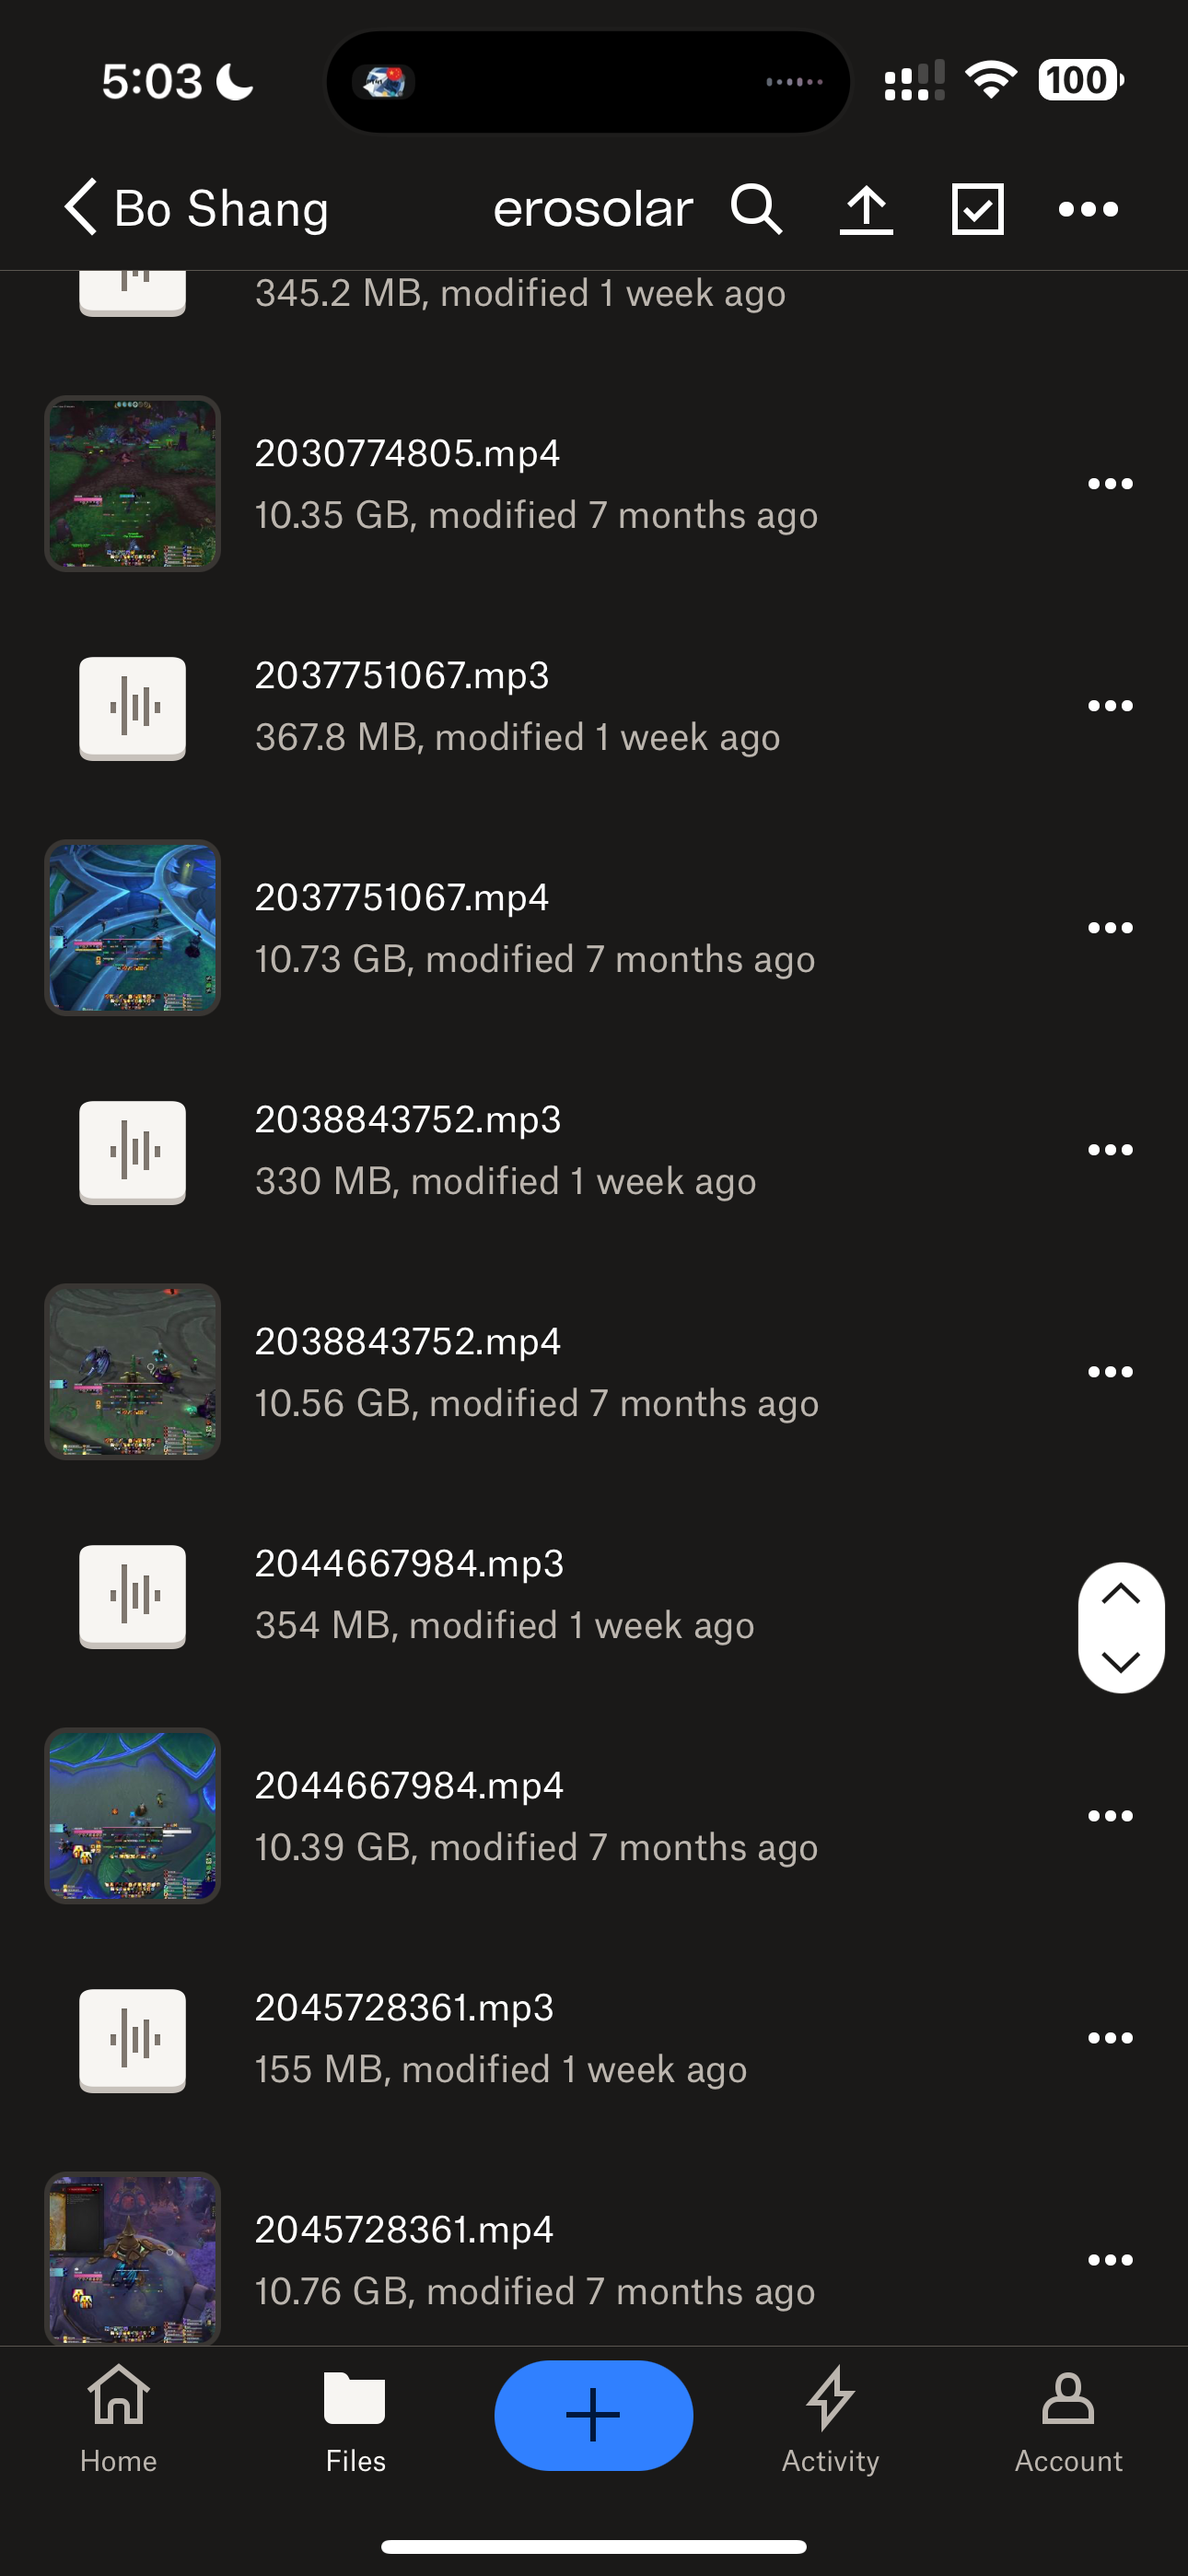 5:03
100
Bo Shang
erosolar
345.2 MB, modified 1 week ago
2030774805.mp4
10.35 GB, modified 7 months ago
2037751067.mp3
367.8 MB, modified 1 week ago
2037751067.mp4
10.73 GB, modified 7 months ago
2038843752.mp3
330 MB, modified 1 week ago
2038843752.mp4
10.56 GB, modified 7 months ago
2044667984.mp3
354 MB, modified 1 week ago
2044667984.mp4
10.39 GB, modified 7 months ago
2045728361.mp3
155 MB, modified 1 week ago
2045728361.mp4
10.76 GB, modified 7 months ago
Home
Files
Activity
Account